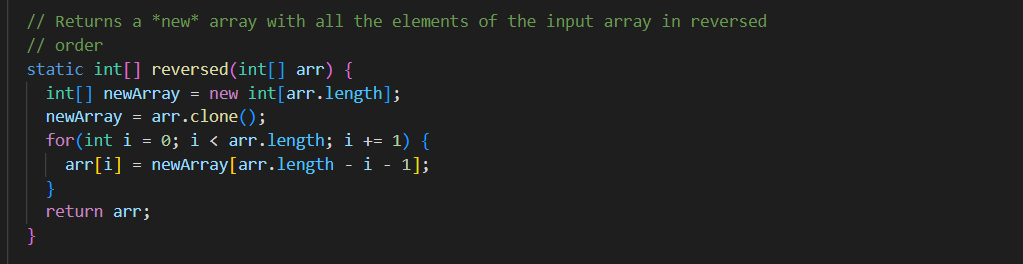 // Returns a *new* array with all the elements of the input array in reversed
// order
static int[] reversed(int[] arr) {
  int[] newArray = new int[arr.length];
  newArray = arr.clone();
  for(int i = 0; i < arr.length; i += 1) {
    arr[i] = newArray[arr.length - i - 1];
  }
  return arr;
}